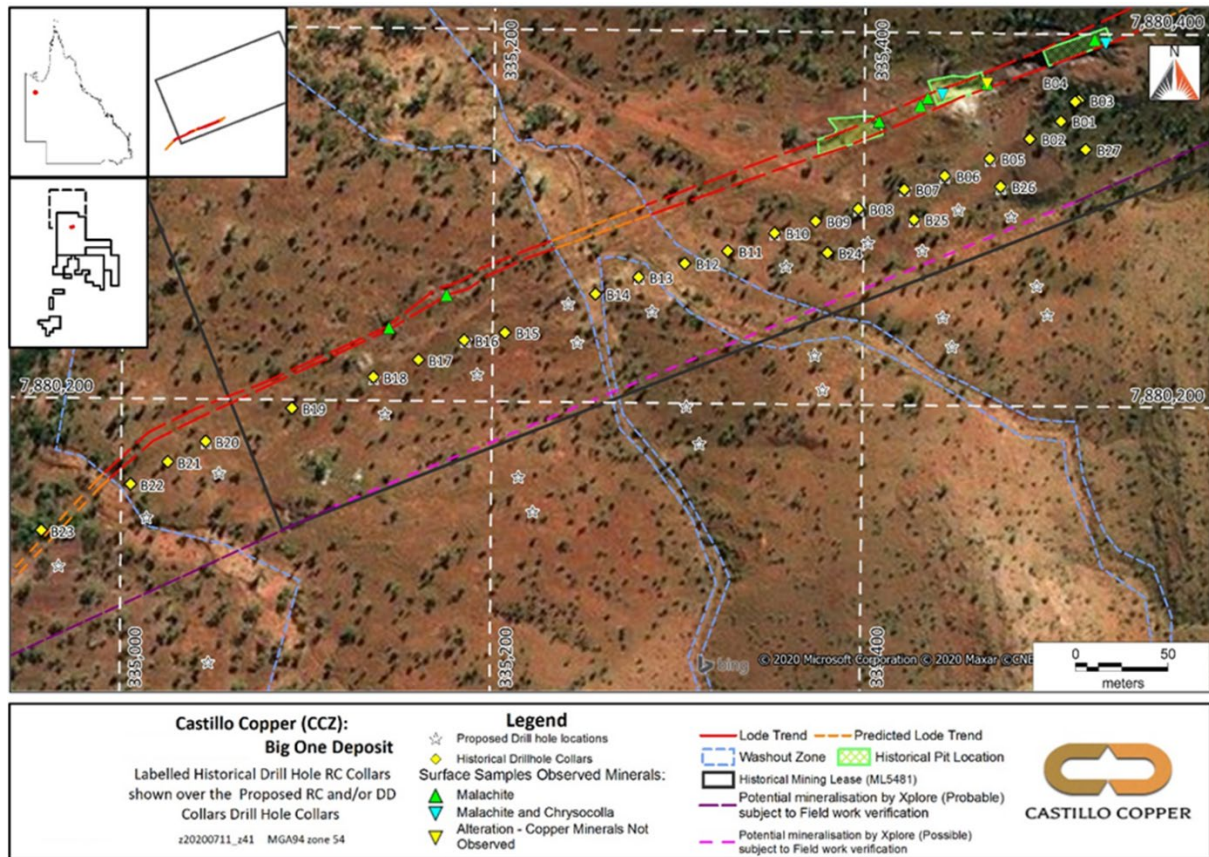 7,880,400
335,200
335,400
N
B04
B03
B01
B02
B27
B05
B06
B26
B07
B08
B25
B09
B10
B24
B11
B12
B13
B14
B15
B16
B17
B18
7,880,200
B19
B20
B21
B22
B23
335,000
335,200
335,400
bing © 2020 Microsoft Corporation © 2020 Maxar ©CNE
0 50
meters
Castillo Copper (CCZ):
Big One Deposit
Labelled Historical Drill Hole RC Collars
shown over the Proposed RC and/or DD
Collars Drill Hole Collars
z20200711_z41 MGA94 zone 54
Legend
Proposed Drill hole locations
Historical Drillhole Collars
Surface Samples Observed Minerals:
Malachite
Malachite and Chrysocolla
Alteration - Copper Minerals Not
Observed
Lode Trend
Predicted Lode Trend
Washout Zone
Historical Pit Location
Historical Mining Lease (ML5481)
Potential mineralisation by Xplore (Probable)
subject to Field work verification
Potential mineralisation by Xplore (Possible)
subject to Field work verification
CASTILLO COPPER